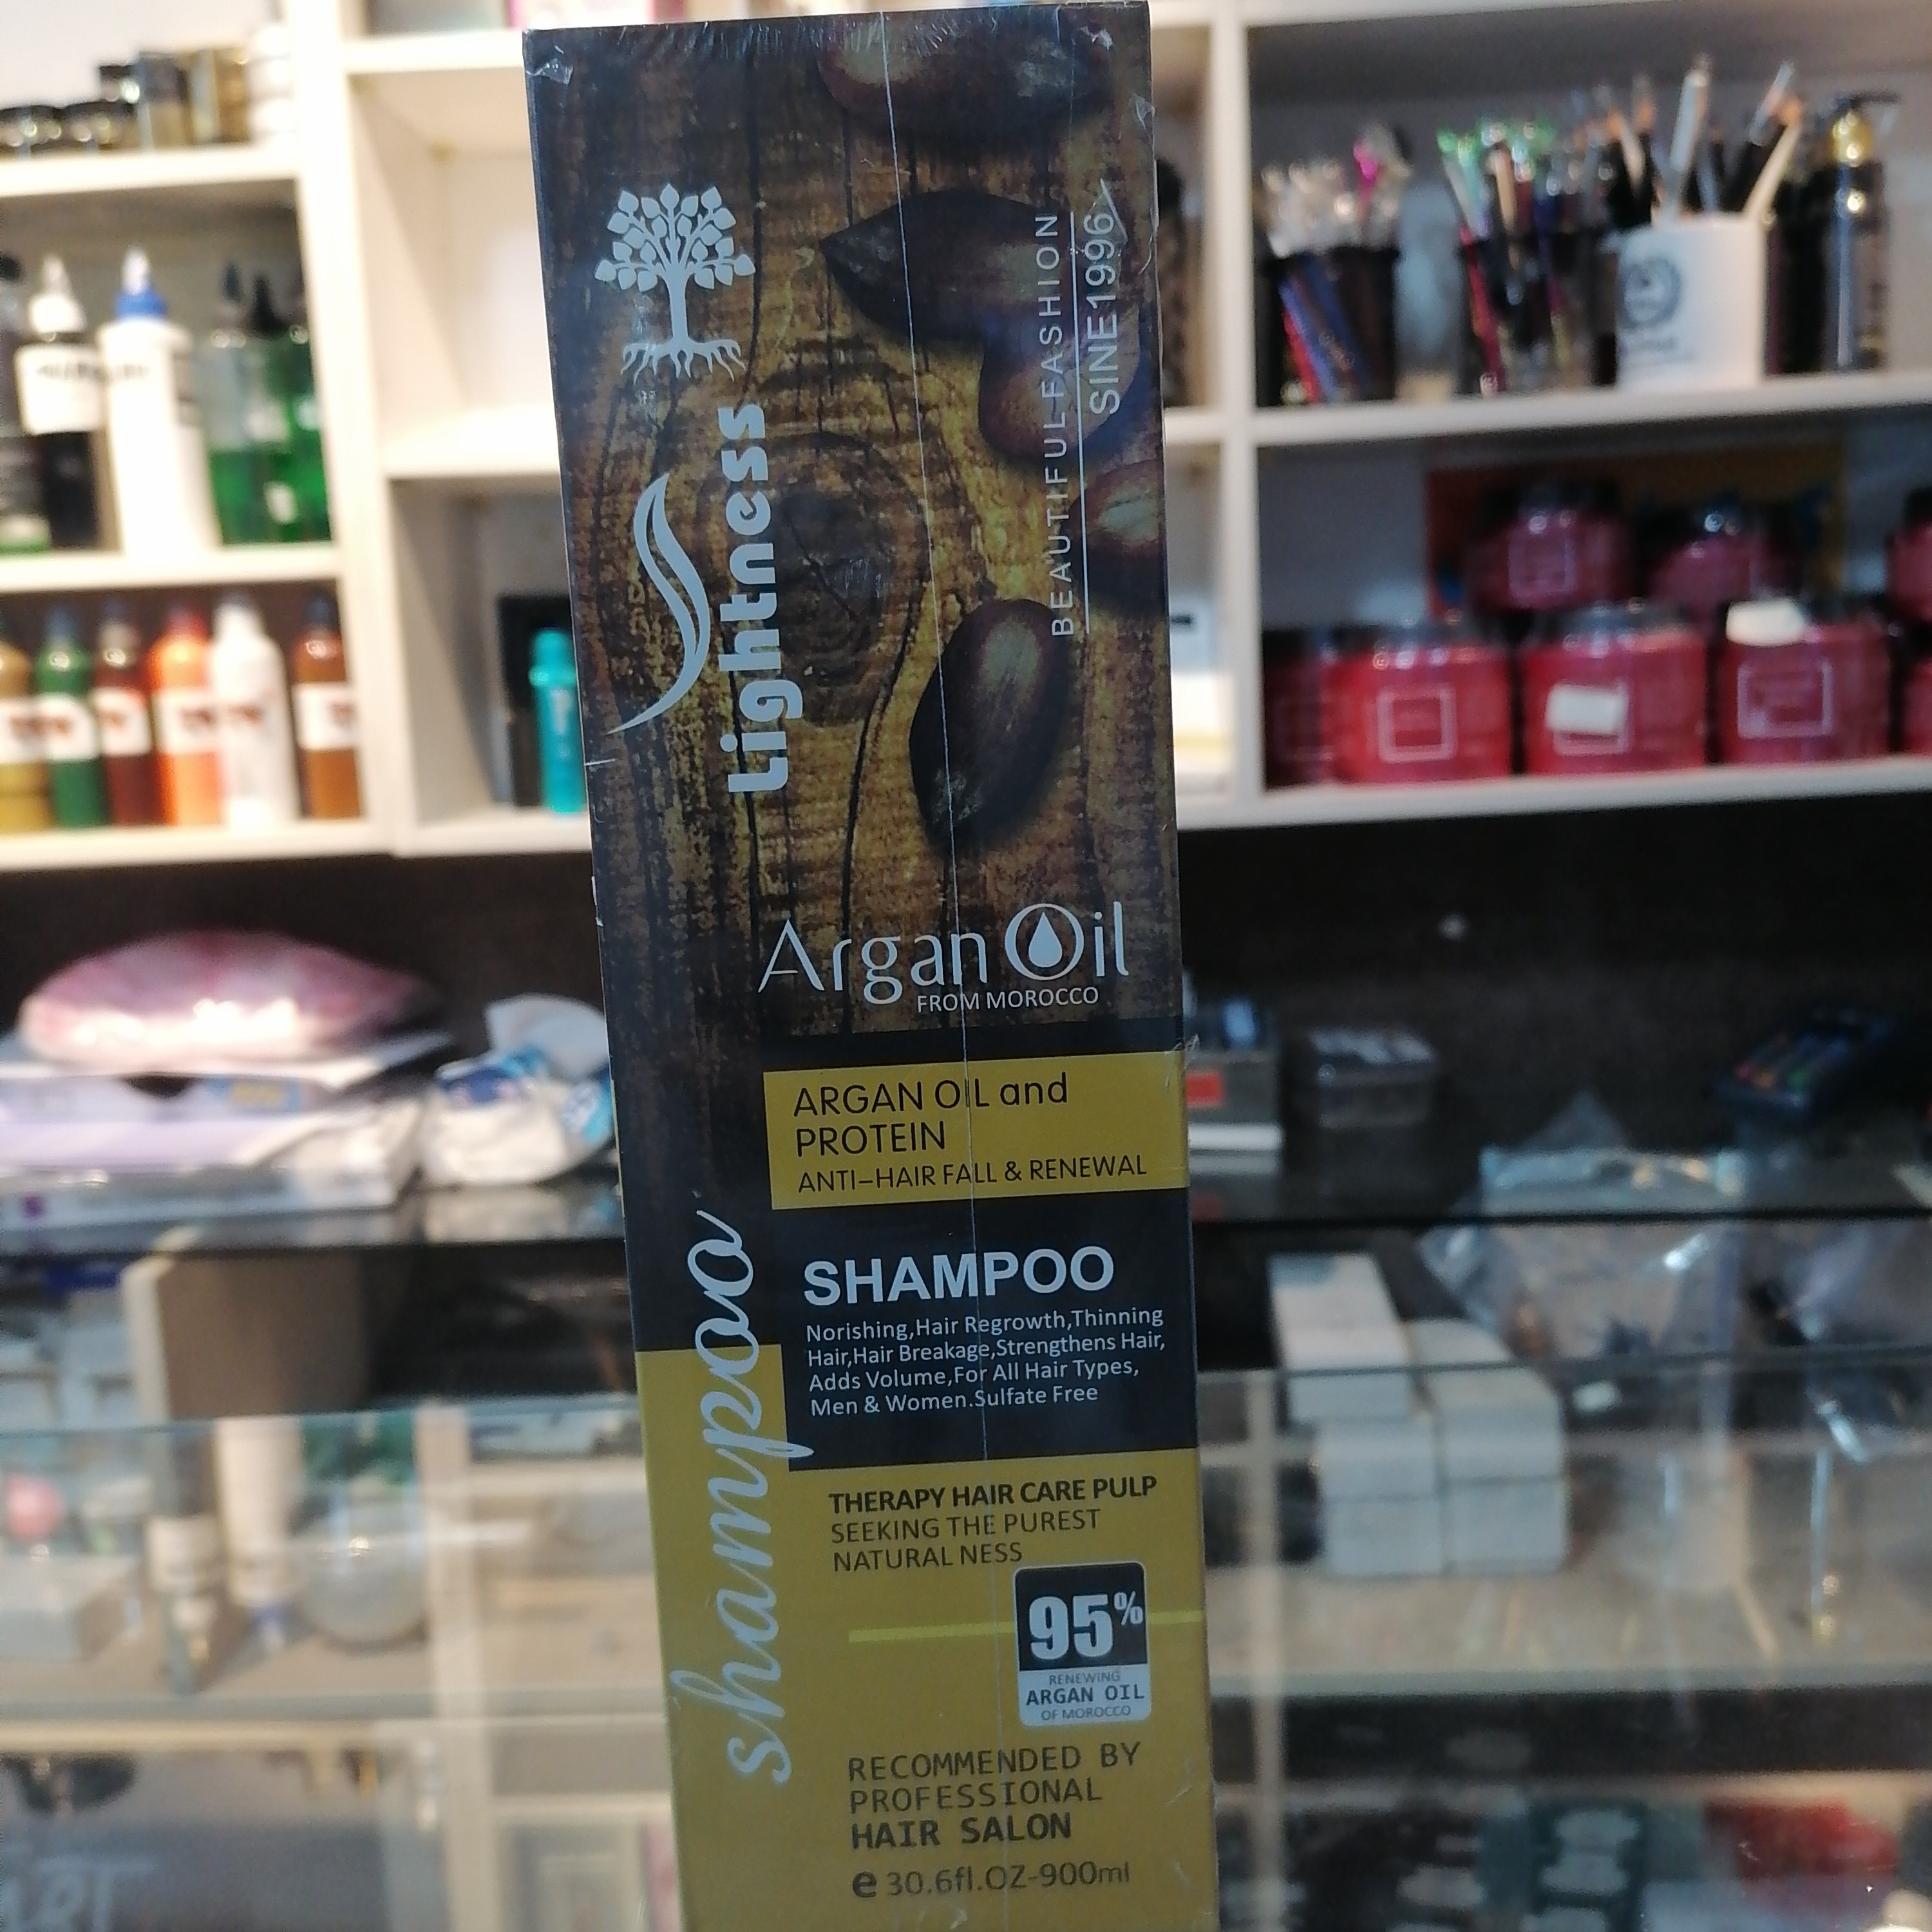 Lightness
BEAUTIFUL FASHION
SINE1996
Argan Oil
FROM MOROCCO
ARGAN OIL and
PROTEIN
ANTI-HAIR FALL & RENEWAL
shampoo
SHAMPOO
Norishing,Hair Regrowth,Thinning
Hair,Hair Breakage,Strengthens Hair,
Adds Volume,For All Hair Types,
Men & Women.Sulfate Free
THERAPY HAIR CARE PULP
SEEKING THE PUREST
NATURAL NESS
95%
RENEWING
ARGAN OIL
OF MOROCCO
RECOMMENDED BY
PROFESSIONAL
HAIR SALON
e 30.6fl.OZ-900ml